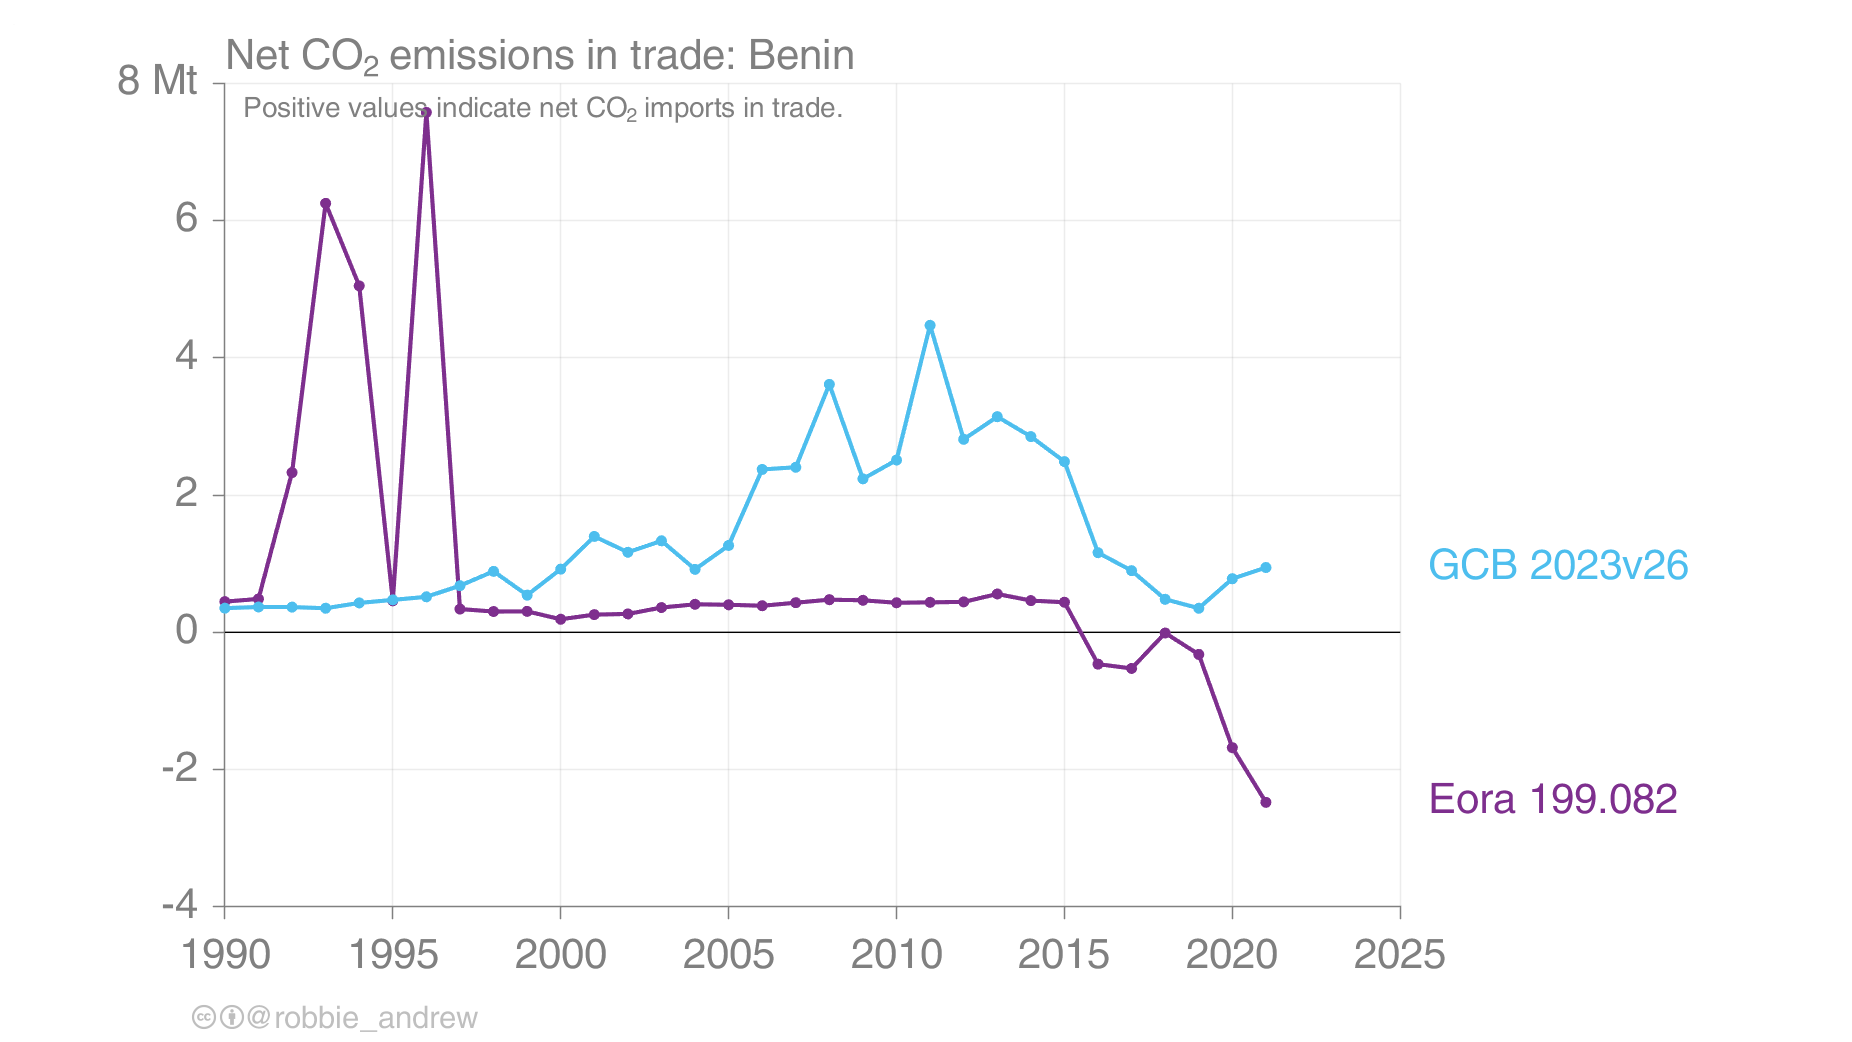 Net CO₂ emissions in trade: Benin
8 Mt
Positive values indicate net CO₂ imports in trade.
6
4
2
0
-2
-4
GCB 2023v26
Eora 199.082
1990 1995 2000 2005 2010 2015 2020 2025
@robbie_andrew